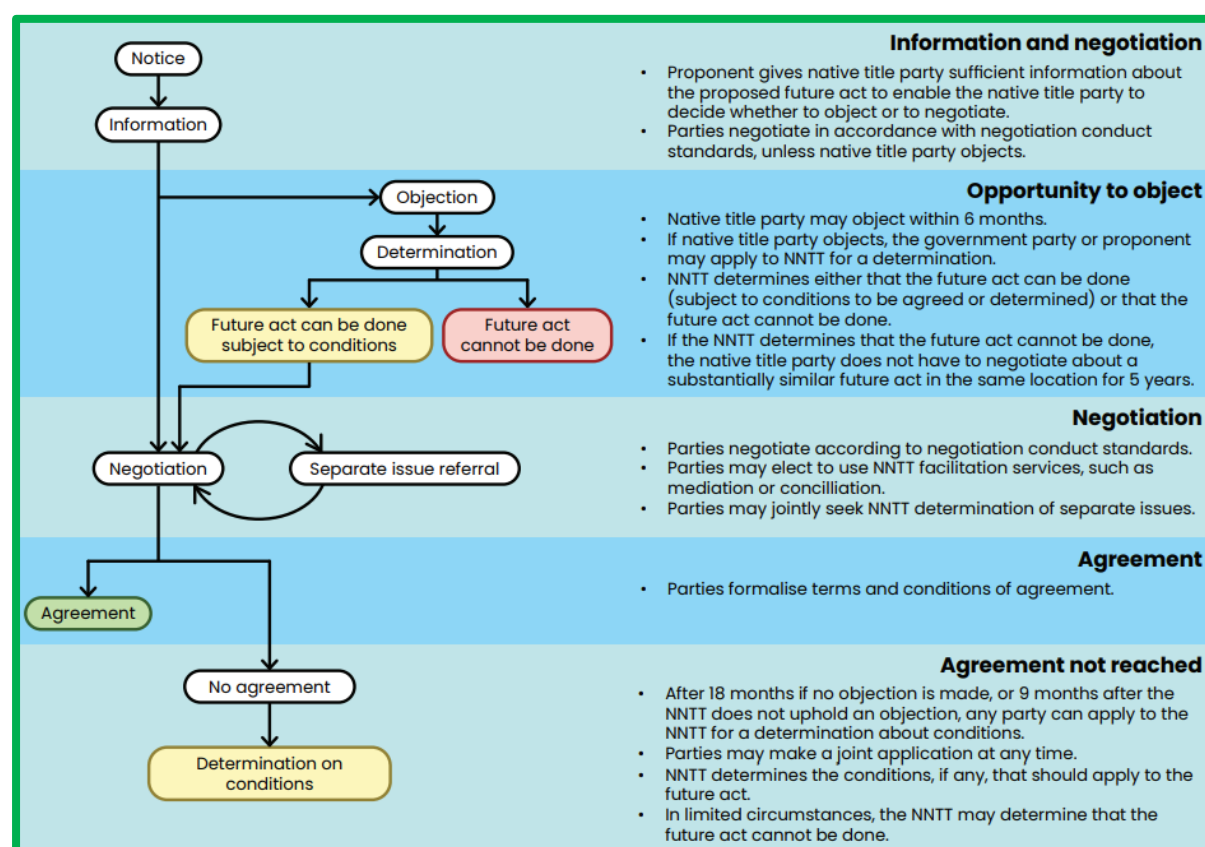 Notice
Information
Information and negotiation
• Proponent gives native title party sufficient information about
the proposed future act to enable the native title party to
decide whether to object or to negotiate.
• Parties negotiate in accordance with negotiation conduct
standards, unless native title party objects.
Objection
Determination
Future act can be done
subject to conditions
Future act
cannot be done
Opportunity to object
• Native title party may object within 6 months.
• If native title party objects, the government party or proponent
may apply to NNTT for a determination.
• NNTT determines either that the future act can be done
(subject to conditions to be agreed or determined) or that the
future act cannot be done.
• If the NNTT determines that the future act cannot be done,
the native title party does not have to negotiate about a
substantially similar future act in the same location for 5 years.
Negotiation
Separate issue referral
Negotiation
• Parties negotiate according to negotiation conduct standards.
• Parties may elect to use NNTT facilitation services, such as
mediation or concilliation.
• Parties may jointly seek NNTT determination of separate issues.
Agreement
Agreement
• Parties formalise terms and conditions of agreement.
No agreement
Determination on
conditions
Agreement not reached
• After 18 months if no objection is made, or 9 months after the
NNTT does not uphold an objection, any party can apply to the
NNTT for a determination about conditions.
• Parties may make a joint application at any time.
• NNTT determines the conditions, if any, that should apply to the
future act.
• In limited circumstances, the NNTT may determine that the
future act cannot be done.